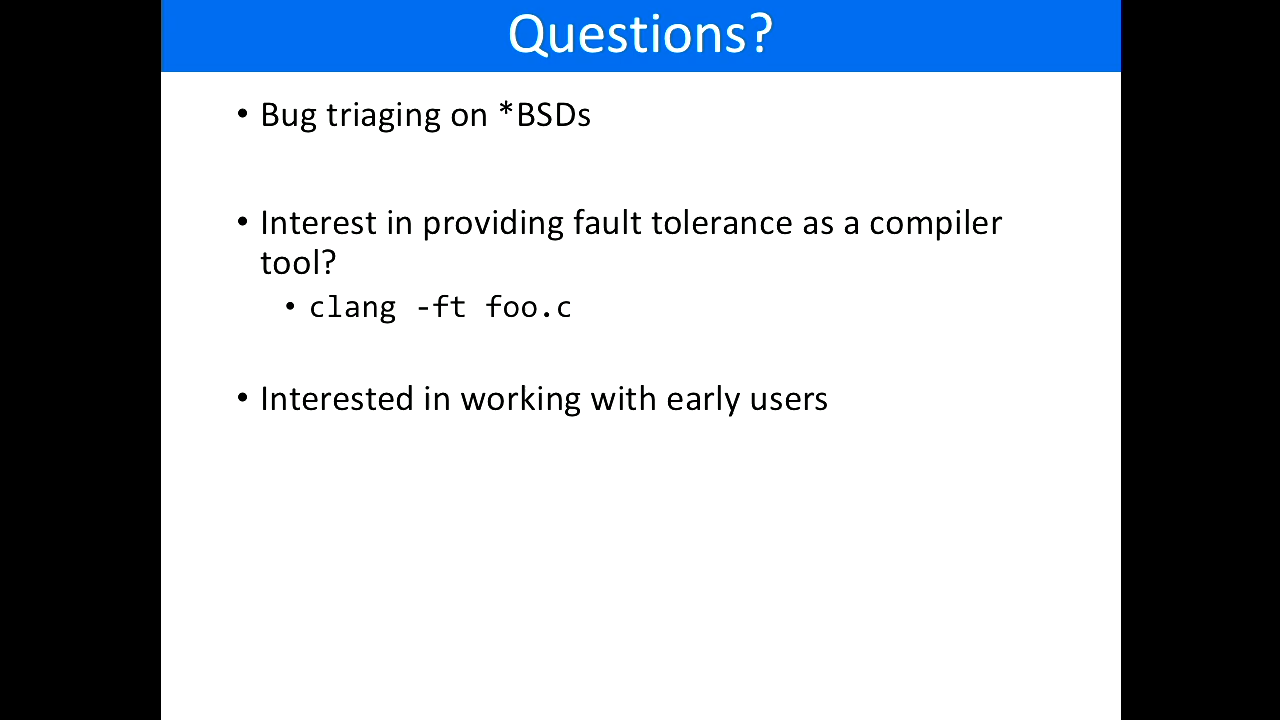 Questions?
• Bug triaging on *BSDs
• Interest in providing fault tolerance as a compiler
tool?
• clang -ft foo.c
• Interested in working with early users